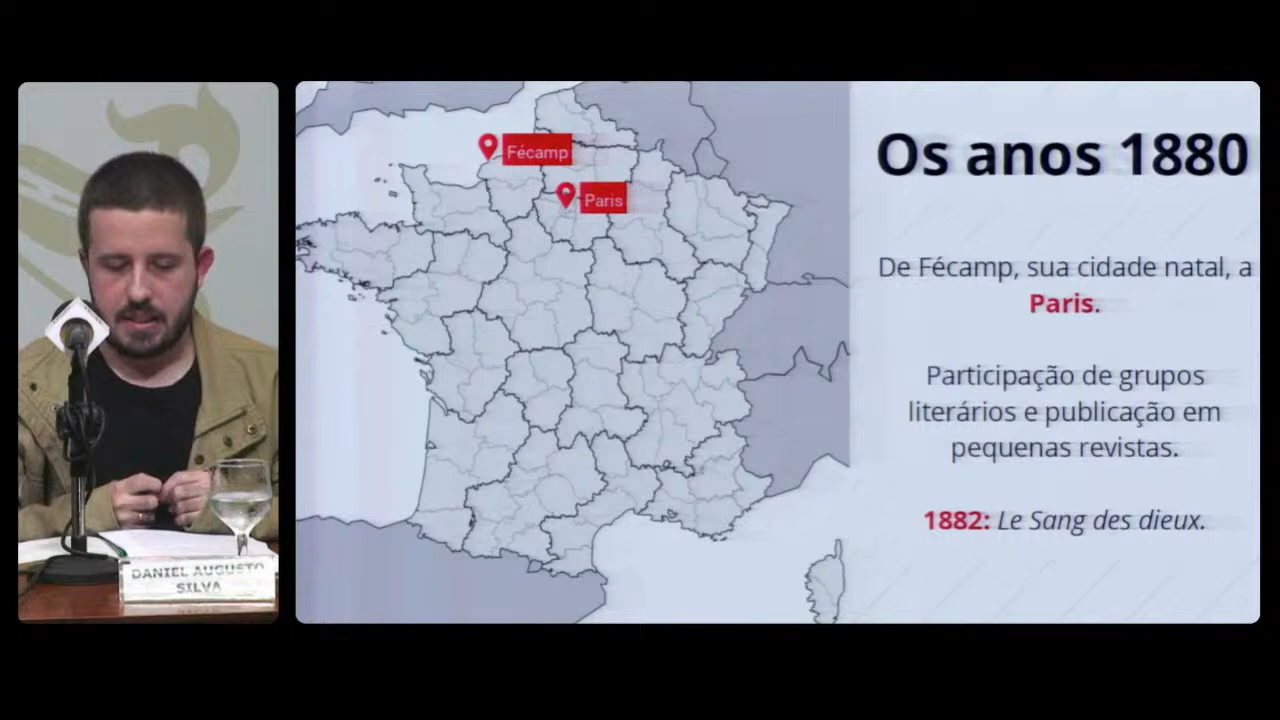 Fécamp
Paris
Os anos 1880
De Fécamp, sua cidade natal, a
Paris.
Participação de grupos
literários e publicação em
pequenas revistas.
1882: Le Sang des dieux.
DANIEL AUGUSTO
SILVA